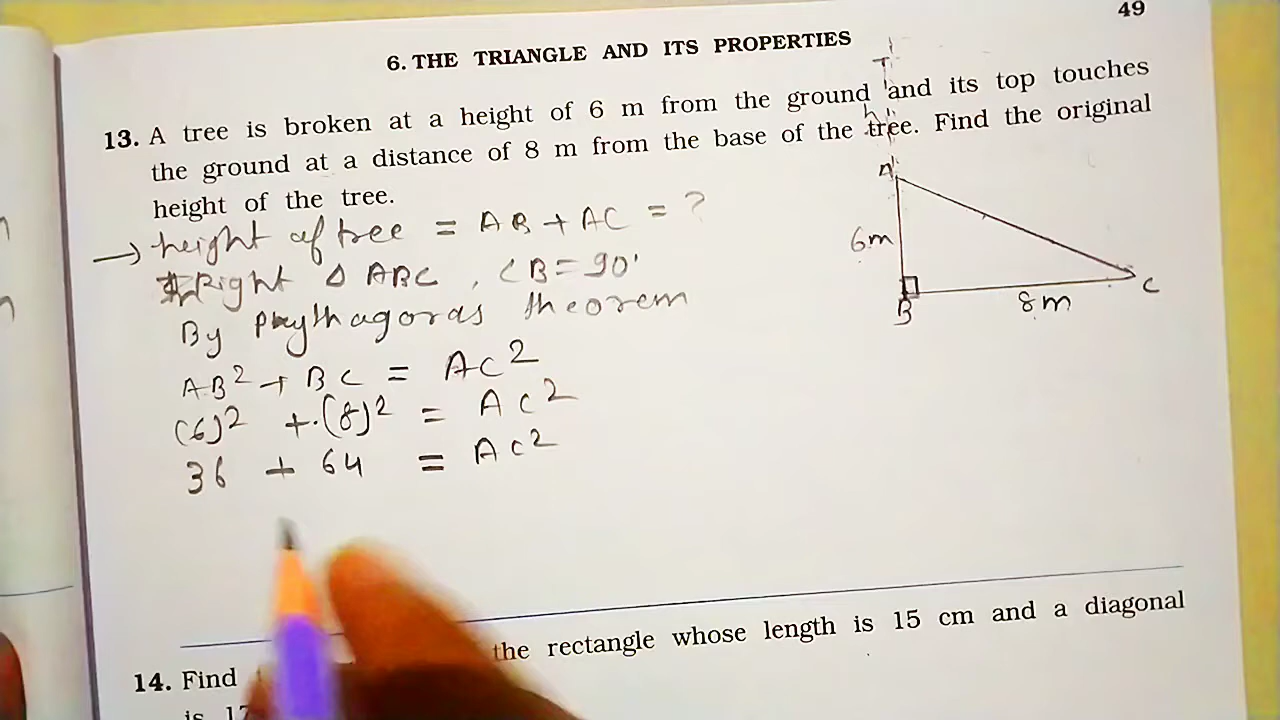 49
6. THE TRIANGLE AND ITS PROPERTIES
13. A tree is broken at a height of 6 m from the ground and its top touches
the ground at a distance of 8 m from the base of the tree. Find the original
height of the tree.
→ height of tree = AB + AC = ?
Right Δ ABC, ∠B = 90°
By Phythagoras theorem
AB² + BC = AC²
(6)² + (8)² = AC²
36 + 64 = AC²
A
6m
B
8m
C
14. Find
the rectangle whose length is 15 cm and a diagonal
is 17